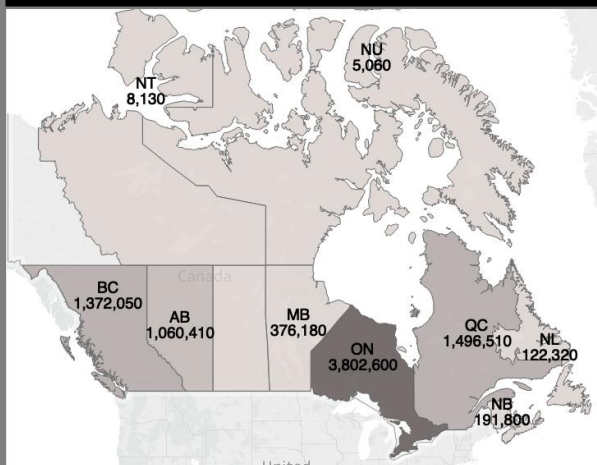 NU
5,060
NT
8,130
Canada
BC
1,372,050
AB
1,060,410
MB
376,180
ON
3,802,600
QC
1,496,510
NL
122,320
NB
191,800
United